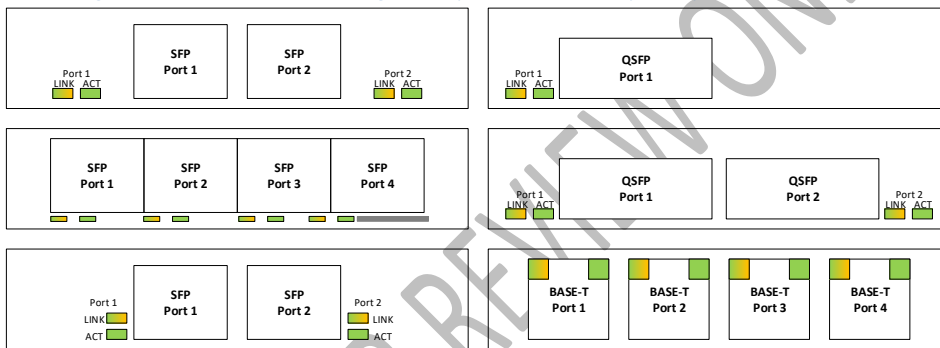 SFP
Port 1
SFP
Port 2
Port 1
LINK ACT
Port 2
LINK ACT
QSFP
Port 1
Port 1
LINK ACT
SFP
Port 1
SFP
Port 2
SFP
Port 3
SFP
Port 4
QSFP
Port 1
QSFP
Port 2
Port 1
LINK ACT
Port 2
LINK ACT
SFP
Port 1
SFP
Port 2
Port 1
LINK
ACT
Port 2
LINK
ACT
BASE-T
Port 1
BASE-T
Port 2
BASE-T
Port 3
BASE-T
Port 4
REVIEW ON